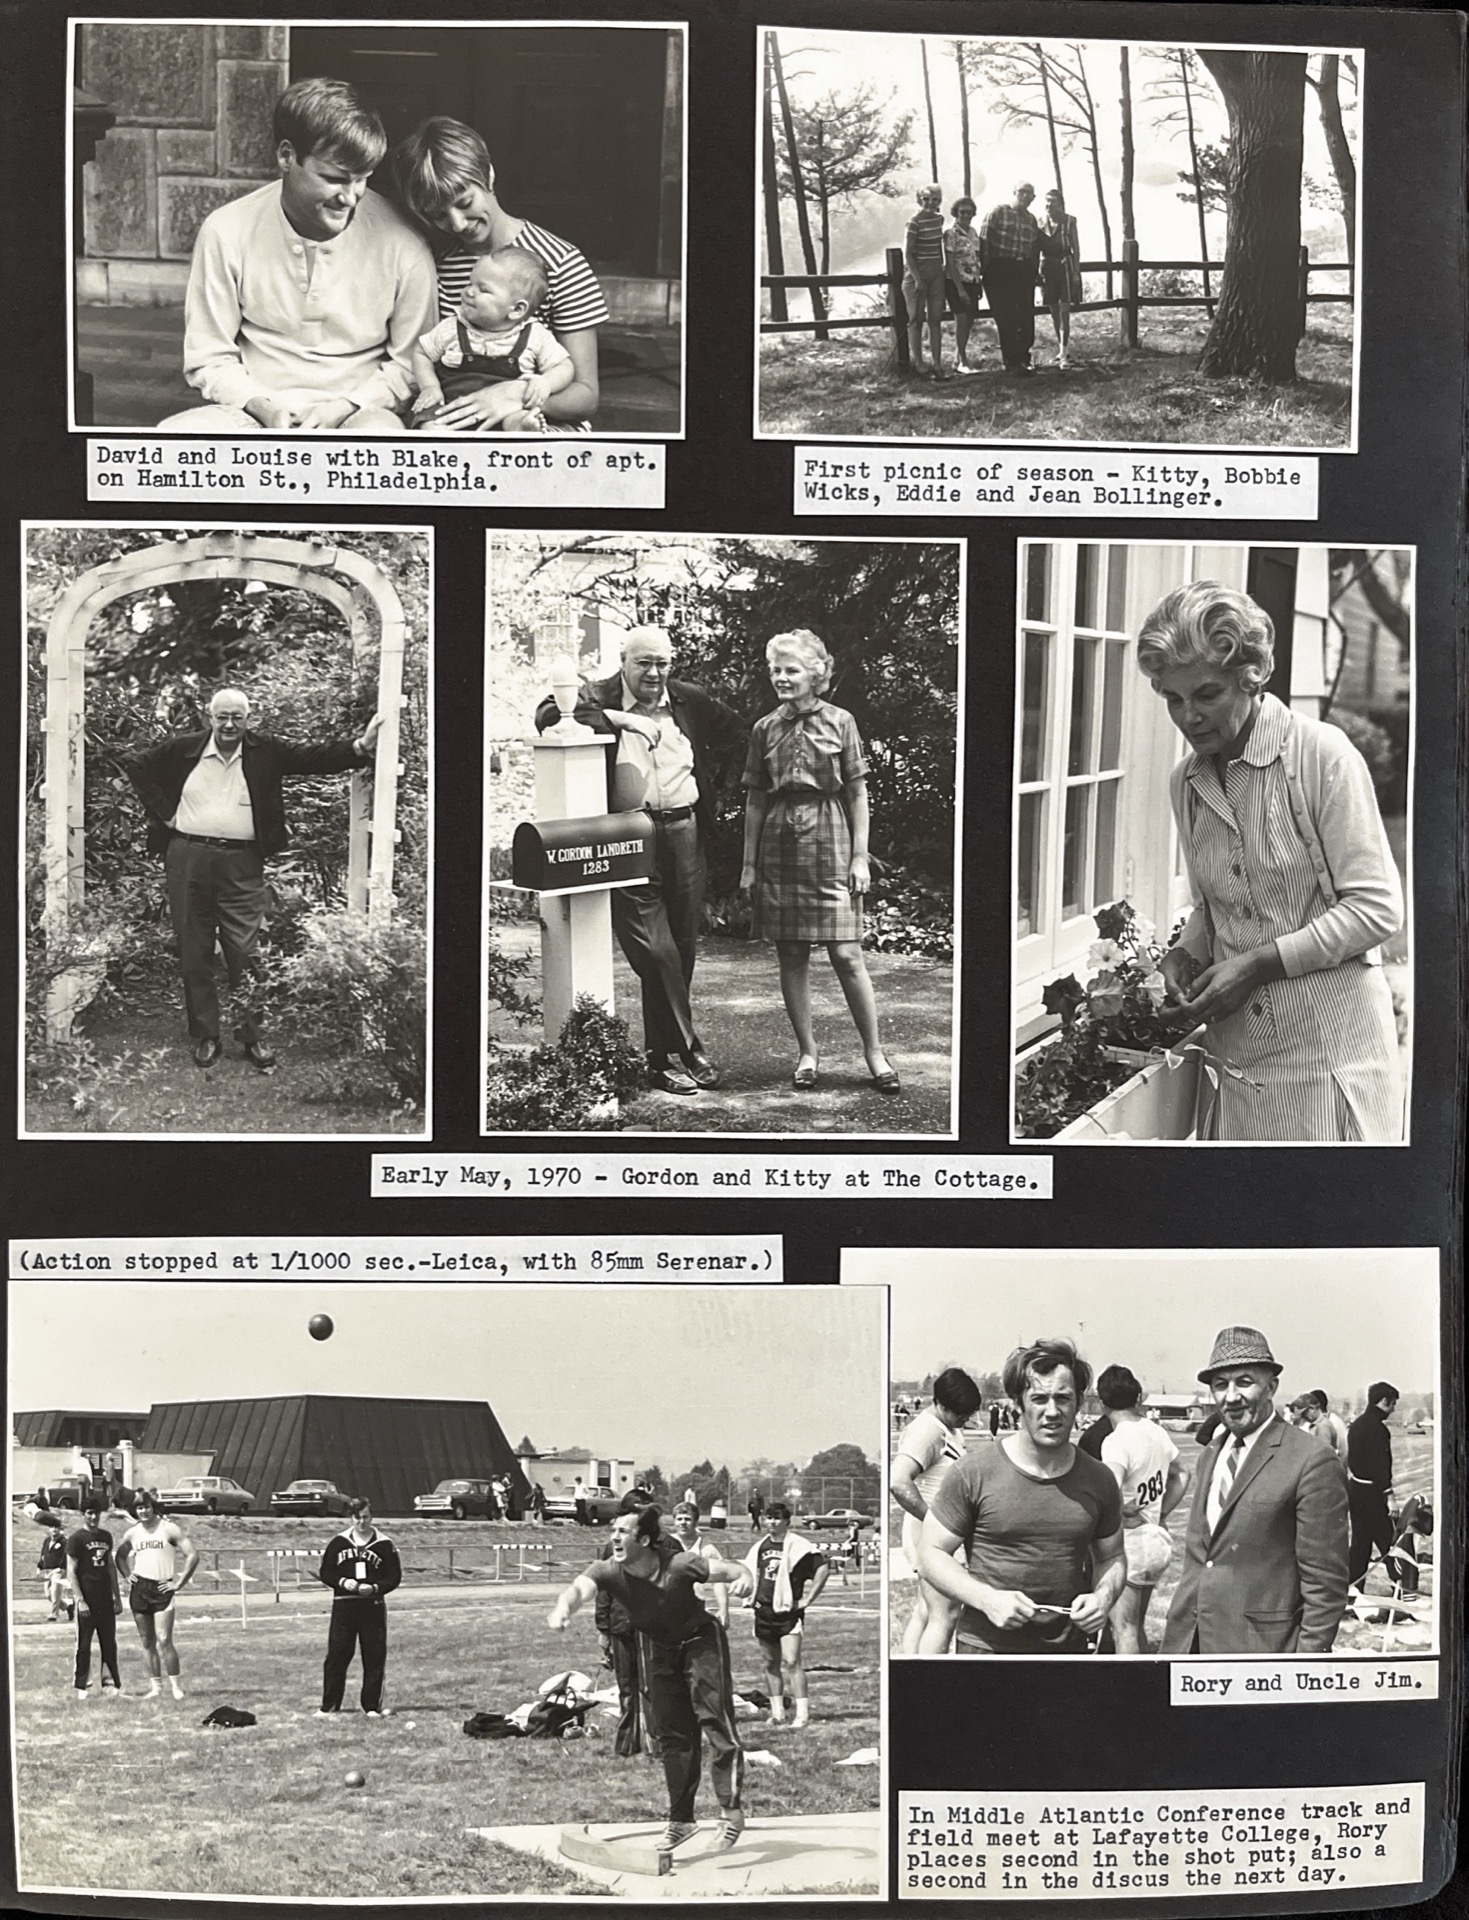 David and Louise with Blake, front of apt.
on Hamilton St., Philadelphia.
First picnic of season - Kitty, Bobbie
Wicks, Eddie and Jean Bollinger.
W. GORDON LANDRETH
1283
Early May, 1970 - Gordon and Kitty at The Cottage.
(Action stopped at 1/1000 sec.-Leica, with 85mm Serenar.)
LEHIGH
LEHIGH
LAFAYETTE
283
Rory and Uncle Jim.
In Middle Atlantic Conference track and
field meet at Lafayette College, Rory
places second in the shot put; also a
second in the discus the next day.